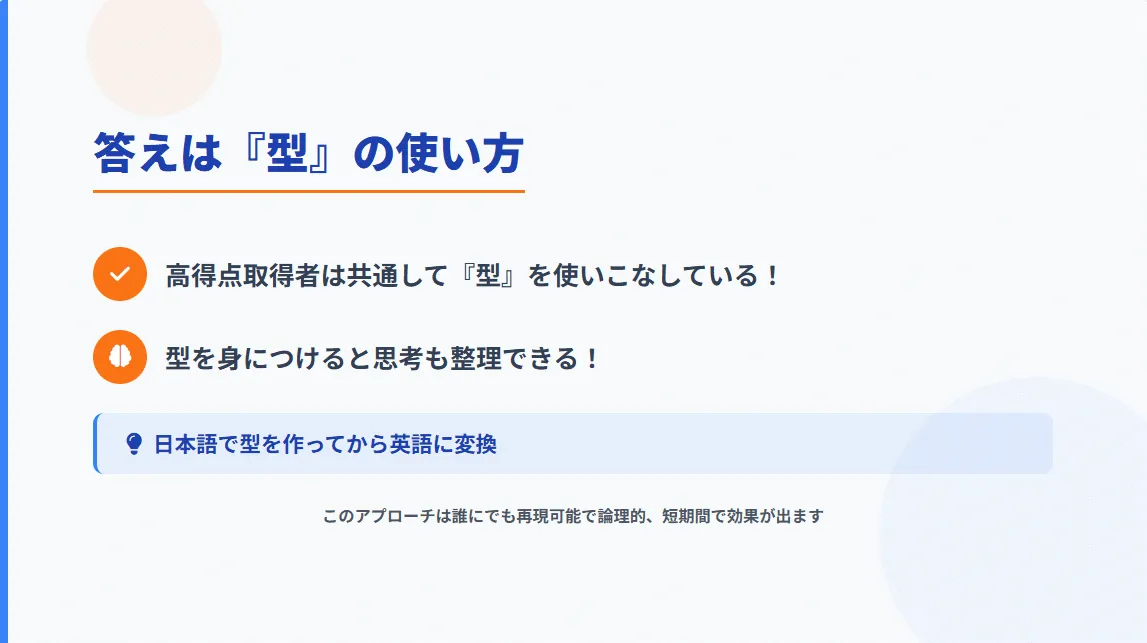 答えは『型』の使い方
高得点取得者は共通して『型』を使いこなしている！
型を身につけると思考も整理できる！
日本語で型を作ってから英語に変換
このアプローチは誰にでも再現可能で論理的、短期間で効果が出ます